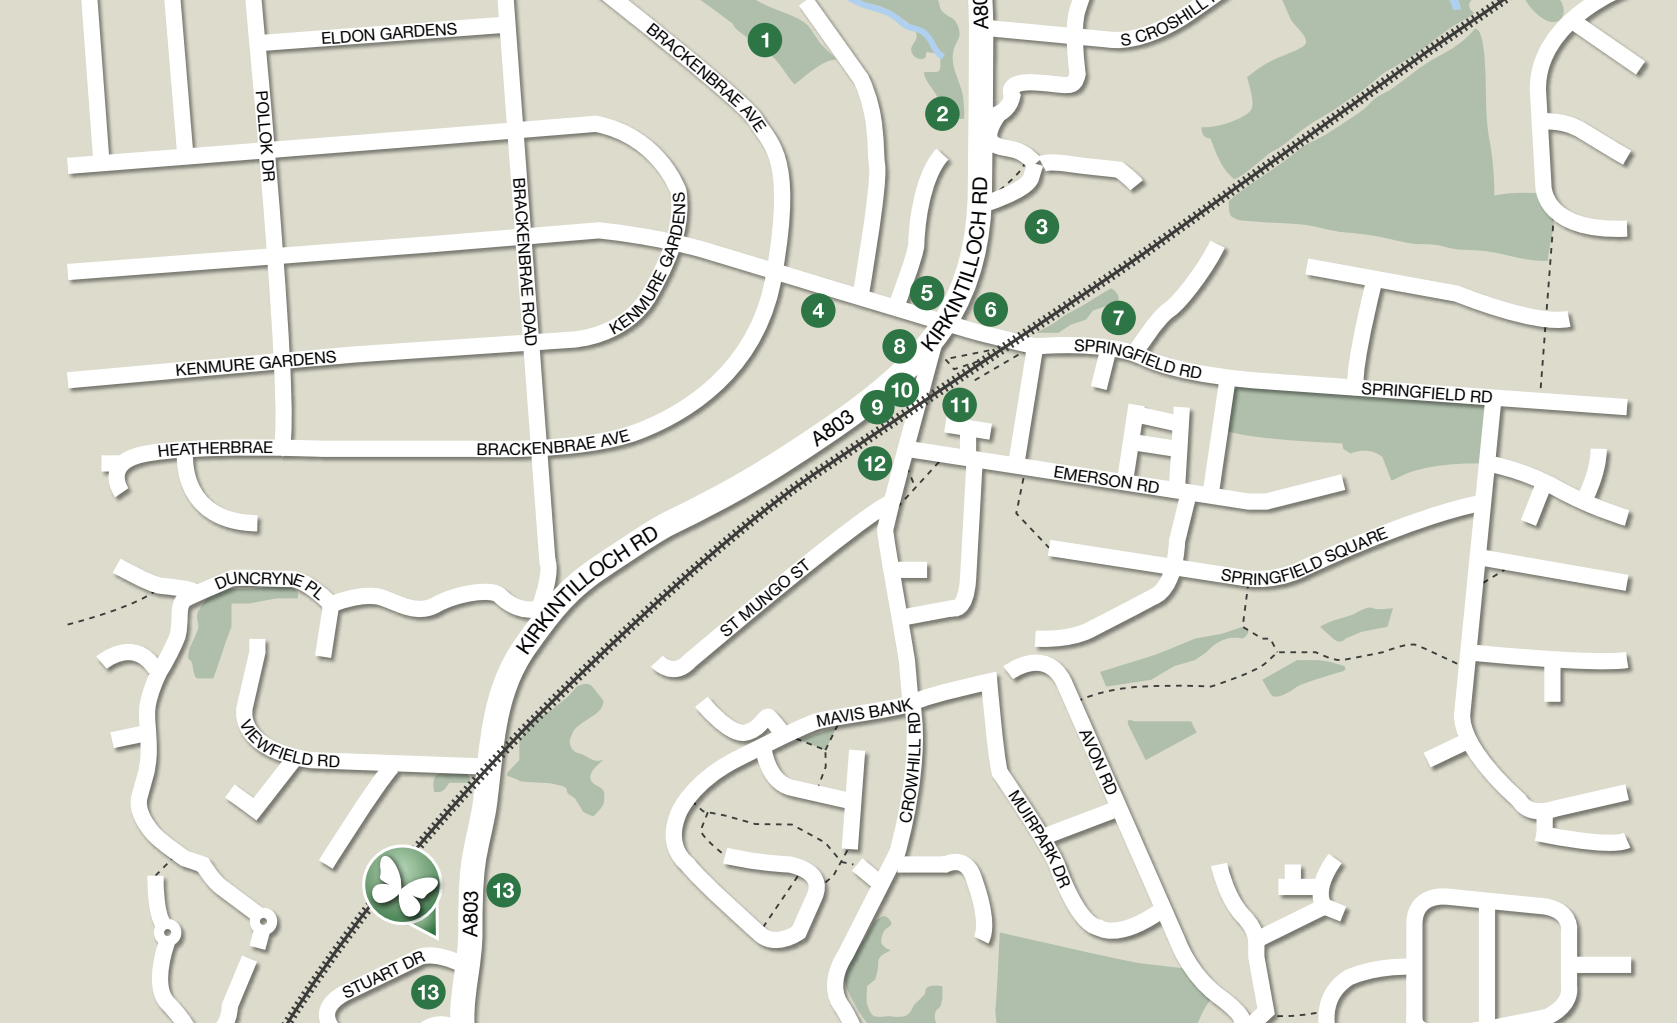 A80
S CROSHILL
ELDON GARDENS
BRACKENBRAE AVE
1
2
POLLOK DR
BRACKENBRAE ROAD
KENMURE GARDENS
KIRKINTILLOCH RD
3
4
5
6
7
8
SPRINGFIELD RD
SPRINGFIELD RD
KENMURE GARDENS
9
10
11
A803
12
HEATHERBRAE
BRACKENBRAE AVE
EMERSON RD
KIRKINTILLOCH RD
ST MUNGO ST
SPRINGFIELD SQUARE
DUNCRYNE PL
MAVIS BANK
CROWHILL RD
AVON RD
VIEWFIELD RD
MUIRPARK DR
13
A803
STUART DR
13